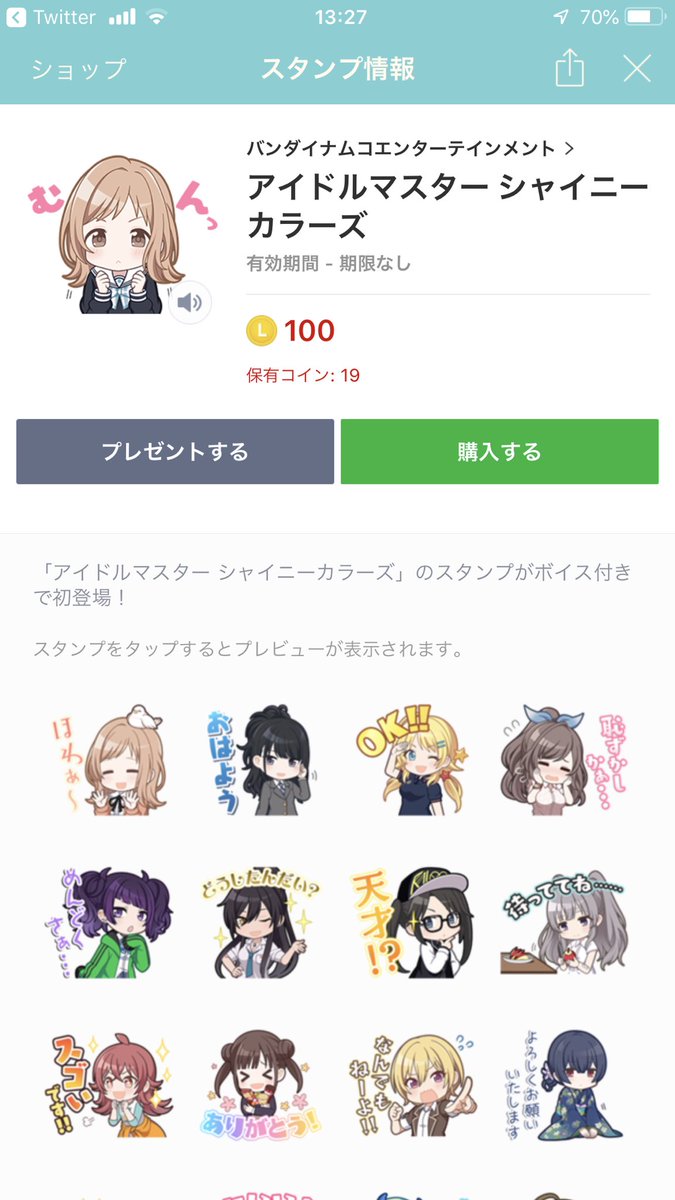 Twitter
13:27
70%
ショップ
スタンプ情報
バンダイナムコエンターテインメント
アイドルマスター シャイニー
カラーズ
有効期間 - 期限なし
むんっ
L 100
保有コイン: 19
プレゼントする
購入する
「アイドルマスター シャイニーカラーズ」のスタンプがボイス付き
で初登場！
スタンプをタップするとプレビューが表示されます。
ほわぁ〜
おはよう
OK!!
恥ずかし
かぁ...
めんどく
さぁ...
どうしたんだい？
天才!?
待っててね……
スゴい
です!!
ありがとう!
なんでも
ねーよ!!
よろしくお願い
いたします